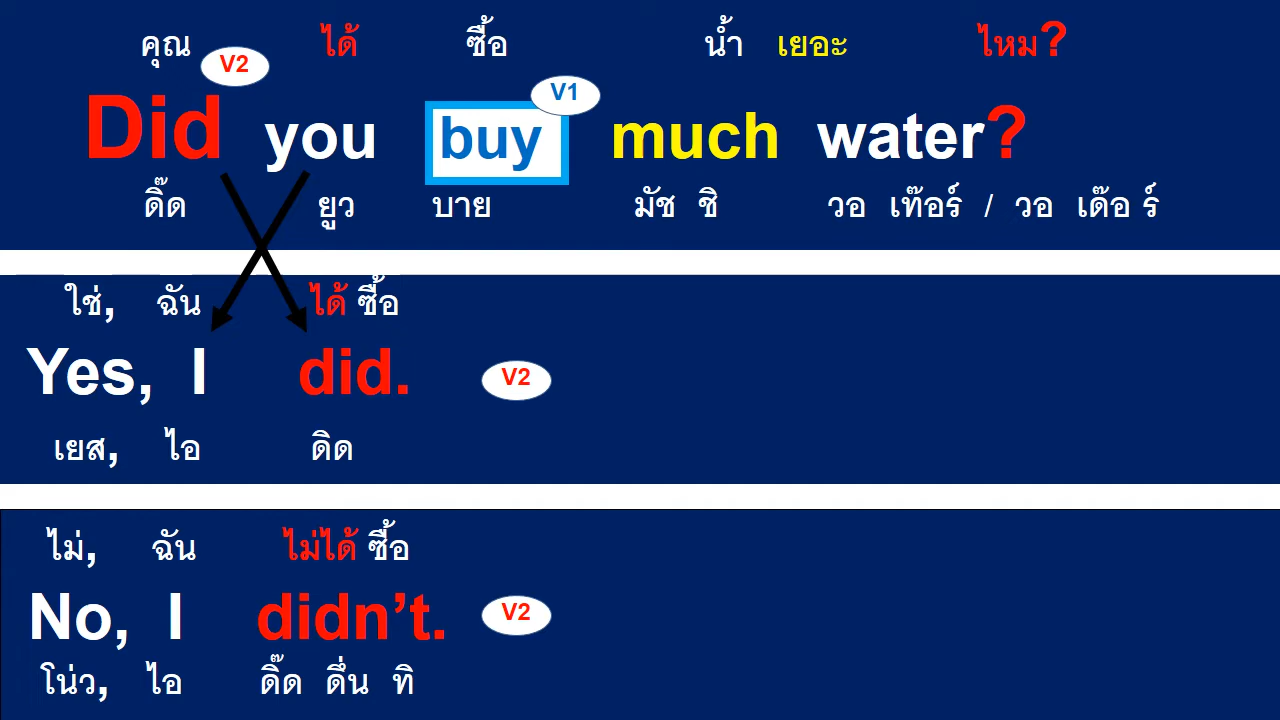 คุณ ได้ ซื้อ น้ำ เยอะ ไหม?
V2 V1
Did you buy much water?
ดิ๊ด ยูว บาย มัช ชิ วอ เท๊อร์ / วอ เด๊อ ร์
ใช่, ฉัน ได้ ซื้อ
Yes, I did. V2
เยส, ไอ ดิด
ไม่, ฉัน ไม่ได้ ซื้อ
No, I didn’t. V2
โน่ว, ไอ ดิ๊ด ดึ่น ทิ